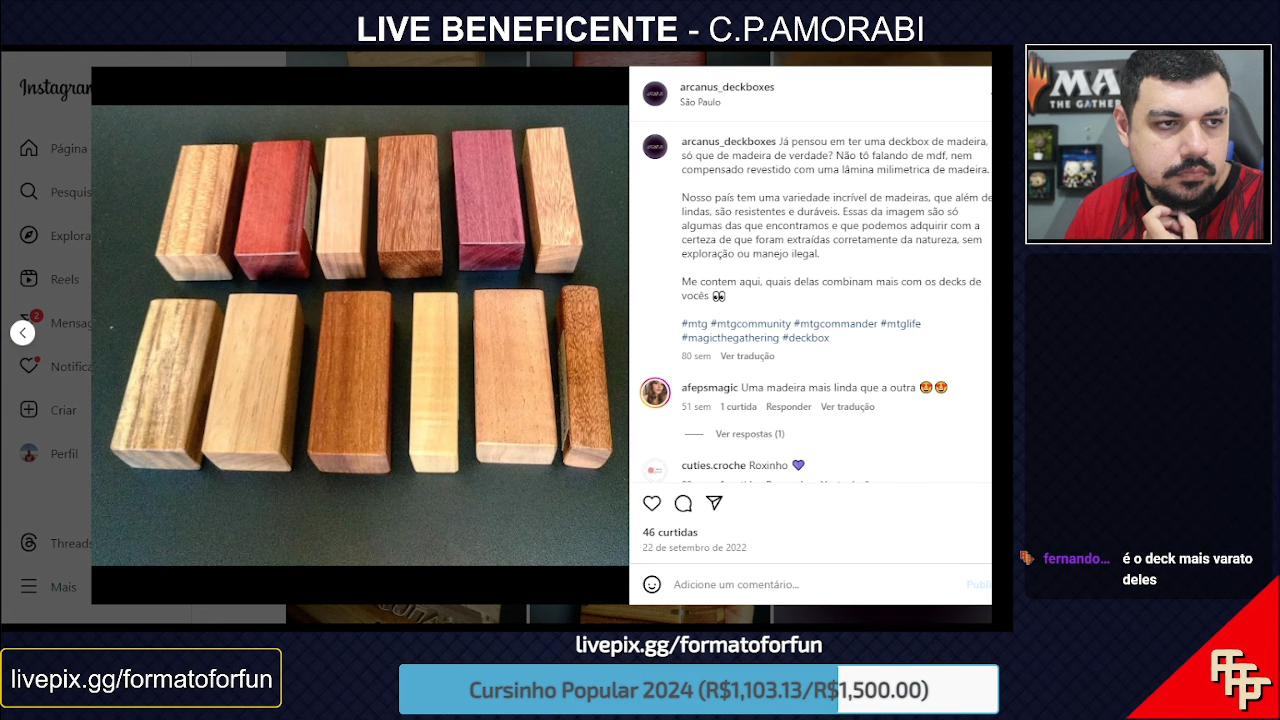 LIVE BENEFICENTE - C.P.AMORABI
Instagram
Página
Pesquis
Explora
Reels
2
Mensag
Notifica
Criar
Perfil
Threads
Mais
arcanus_deckboxes
São Paulo
arcanus_deckboxes Já pensou em ter uma deckbox de madeira,
só que de madeira de verdade? Não tô falando de mdf, nem
compensado revestido com uma lâmina milimetrica de madeira.
Nosso país tem uma variedade incrível de madeiras, que além de
lindas, são resistentes e duráveis. Essas da imagem são só
algumas das que encontramos e que podemos adquirir com a
certeza de que foram extraídas corretamente da natureza, sem
exploração ou manejo ilegal.
Me contem aqui, quais delas combinam mais com os decks de
vocês 👀
#mtg #mtgcommunity #mtgcommander #mtglife
#magicthegathering #deckbox
80 sem Ver tradução
afepsmagic Uma madeira mais linda que a outra 🤩🤩
51 sem 1 curtida Responder Ver tradução
Ver respostas (1)
cuties.croche Roxinho 💜
46 curtidas
22 de setembro de 2022
Adicione um comentário...
Publi
MA
THE GATHER
fernando... é o deck mais varato
deles
livepix.gg/formatoforfun
livepix.gg/formatoforfun
Cursinho Popular 2024 (R$1,103.13/R$1,500.00)
FFF